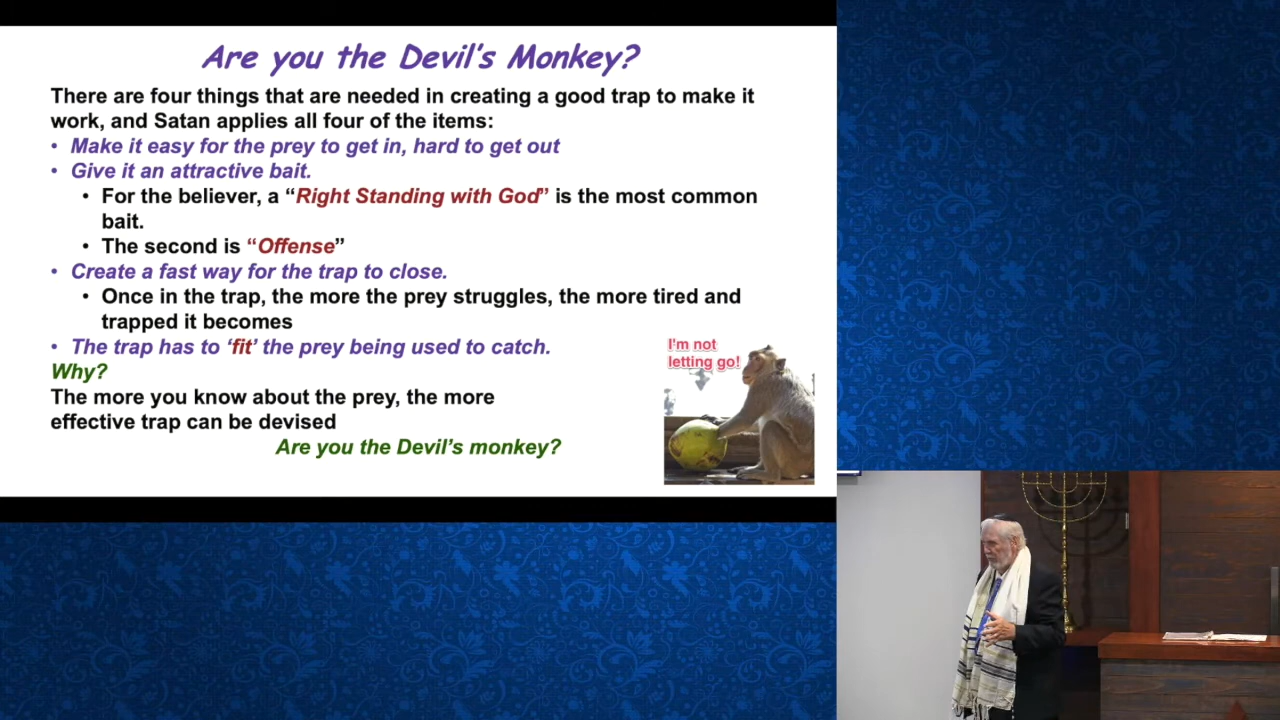 Are you the Devil's Monkey?
There are four things that are needed in creating a good trap to make it
work, and Satan applies all four of the items:
• Make it easy for the prey to get in, hard to get out
• Give it an attractive bait.
• For the believer, a “Right Standing with God” is the most common
bait.
• The second is “Offense”
• Create a fast way for the trap to close.
• Once in the trap, the more the prey struggles, the more tired and
trapped it becomes
• The trap has to ‘fit’ the prey being used to catch.
Why?
The more you know about the prey, the more
effective trap can be devised
Are you the Devil's monkey?
I'm not
letting go!